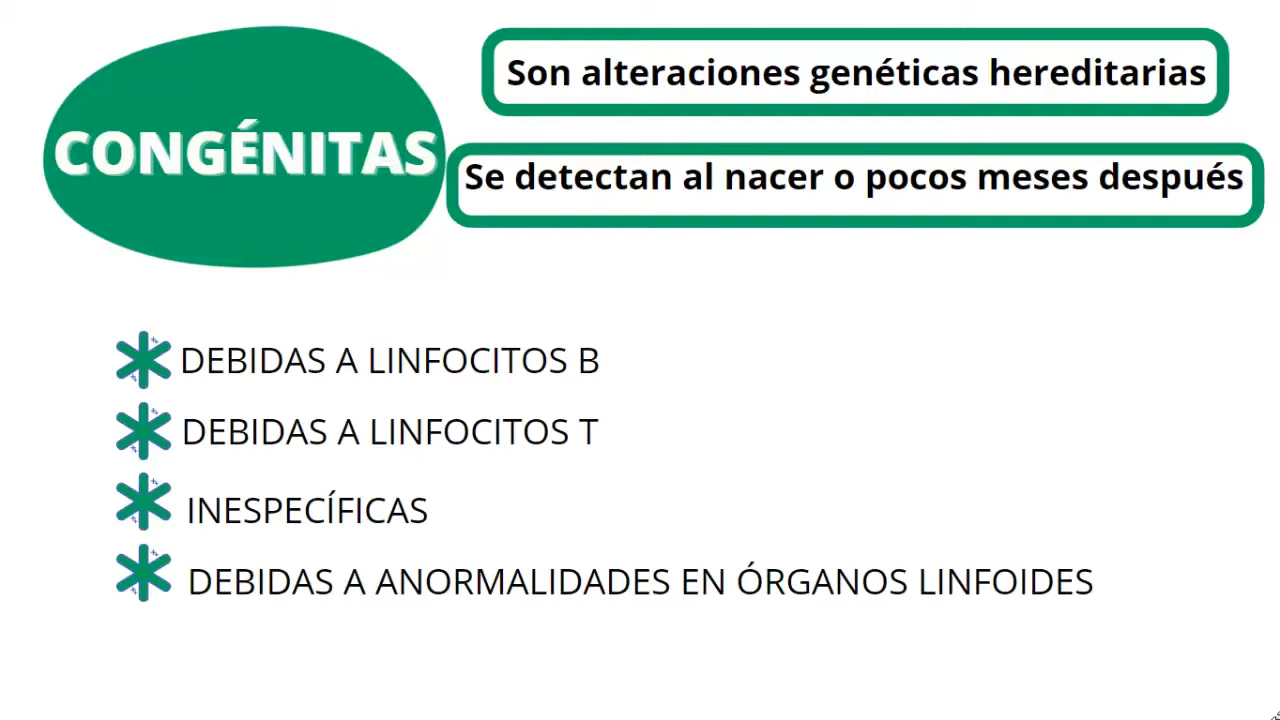 CONGÉNITAS
Son alteraciones genéticas hereditarias
Se detectan al nacer o pocos meses después
DEBIDAS A LINFOCITOS B
DEBIDAS A LINFOCITOS T
INESPECÍFICAS
DEBIDAS A ANORMALIDADES EN ÓRGANOS LINFOIDES